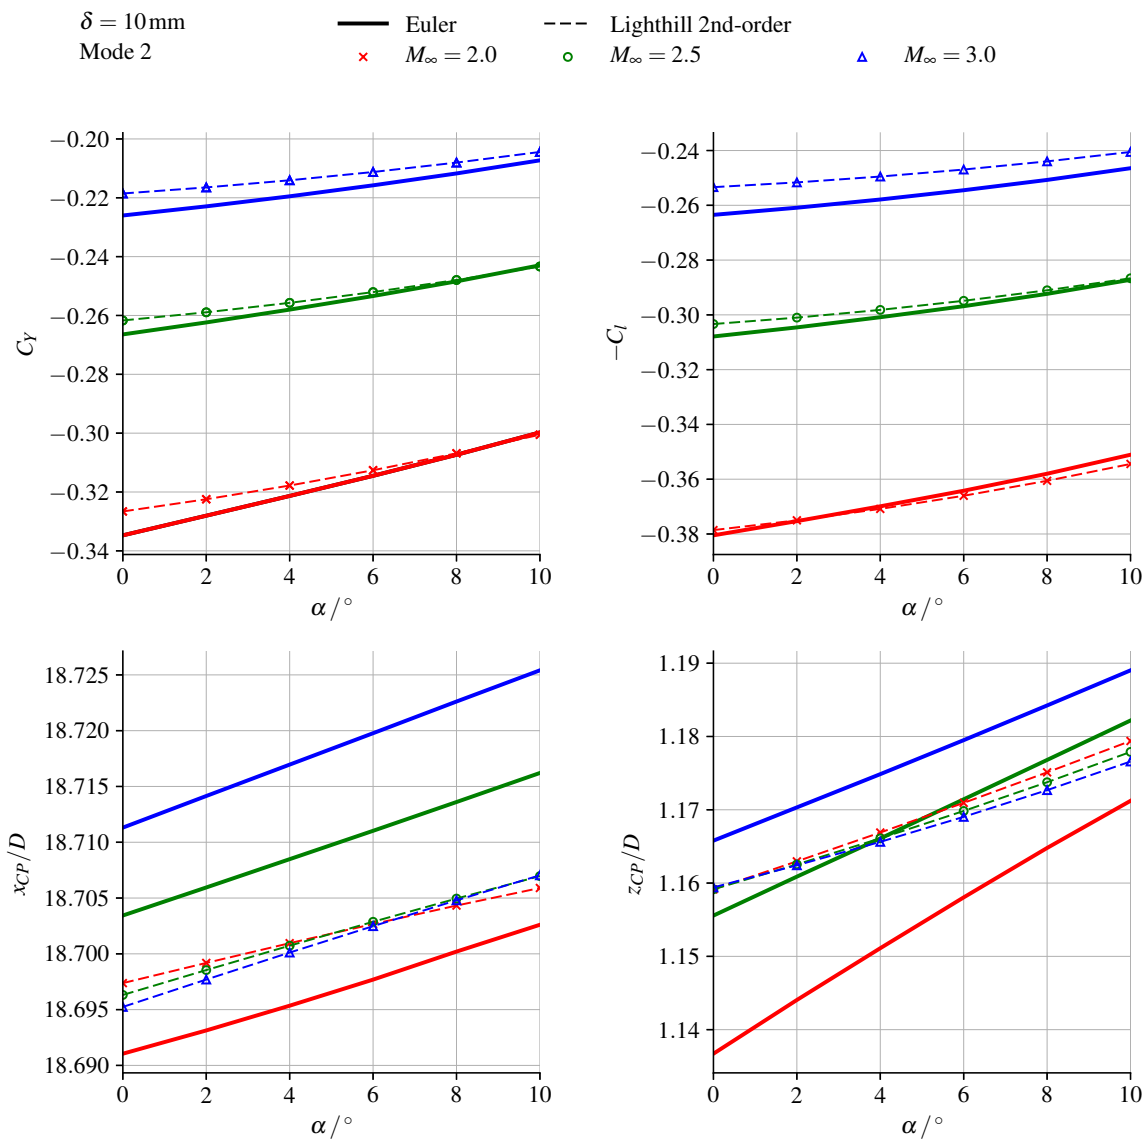 δ = 10 mm
Mode 2
Euler
Lighthill 2nd-order
M∞ = 2.0
M∞ = 2.5
M∞ = 3.0
−0.20
−0.22
−0.24
−0.26
−0.28
−0.30
−0.32
−0.34
C_Y
0 2 4 6 8 10
α/°
−0.24
−0.26
−0.28
−0.30
−0.32
−0.34
−0.36
−0.38
−C_l
0 2 4 6 8 10
α/°
18.725
18.720
18.715
18.710
18.705
18.700
18.695
18.690
x_CP/D
0 2 4 6 8 10
α/°
1.19
1.18
1.17
1.16
1.15
1.14
z_CP/D
0 2 4 6 8 10
α/°